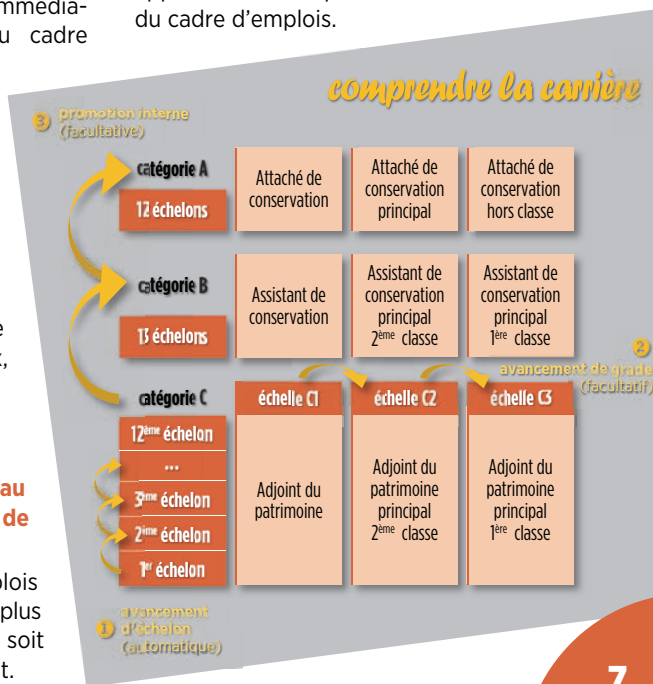 mmédia-
u cadre
du cadre d'emplois.
comprendre la carrière
3 promotion interne
(facultative)
catégorie A
12 échelons
Attaché de
conservation
Attaché de
conservation
principal
Attaché de
conservation
hors classe
catégorie B
13 échelons
Assistant de
conservation
Assistant de
conservation
principal
2ème classe
Assistant de
conservation
principal
1ère classe
2
avancement de grade
(facultatif)
catégorie C
échelle C1
échelle C2
échelle C3
12ème échelon
...
3ème échelon
2ème échelon
1er échelon
Adjoint du
patrimoine
Adjoint du
patrimoine
principal
2ème classe
Adjoint du
patrimoine
principal
1ère classe
1 avancement
d'échelon
(automatique)
e
x,
au
de
plois
plus
soit
t.
7